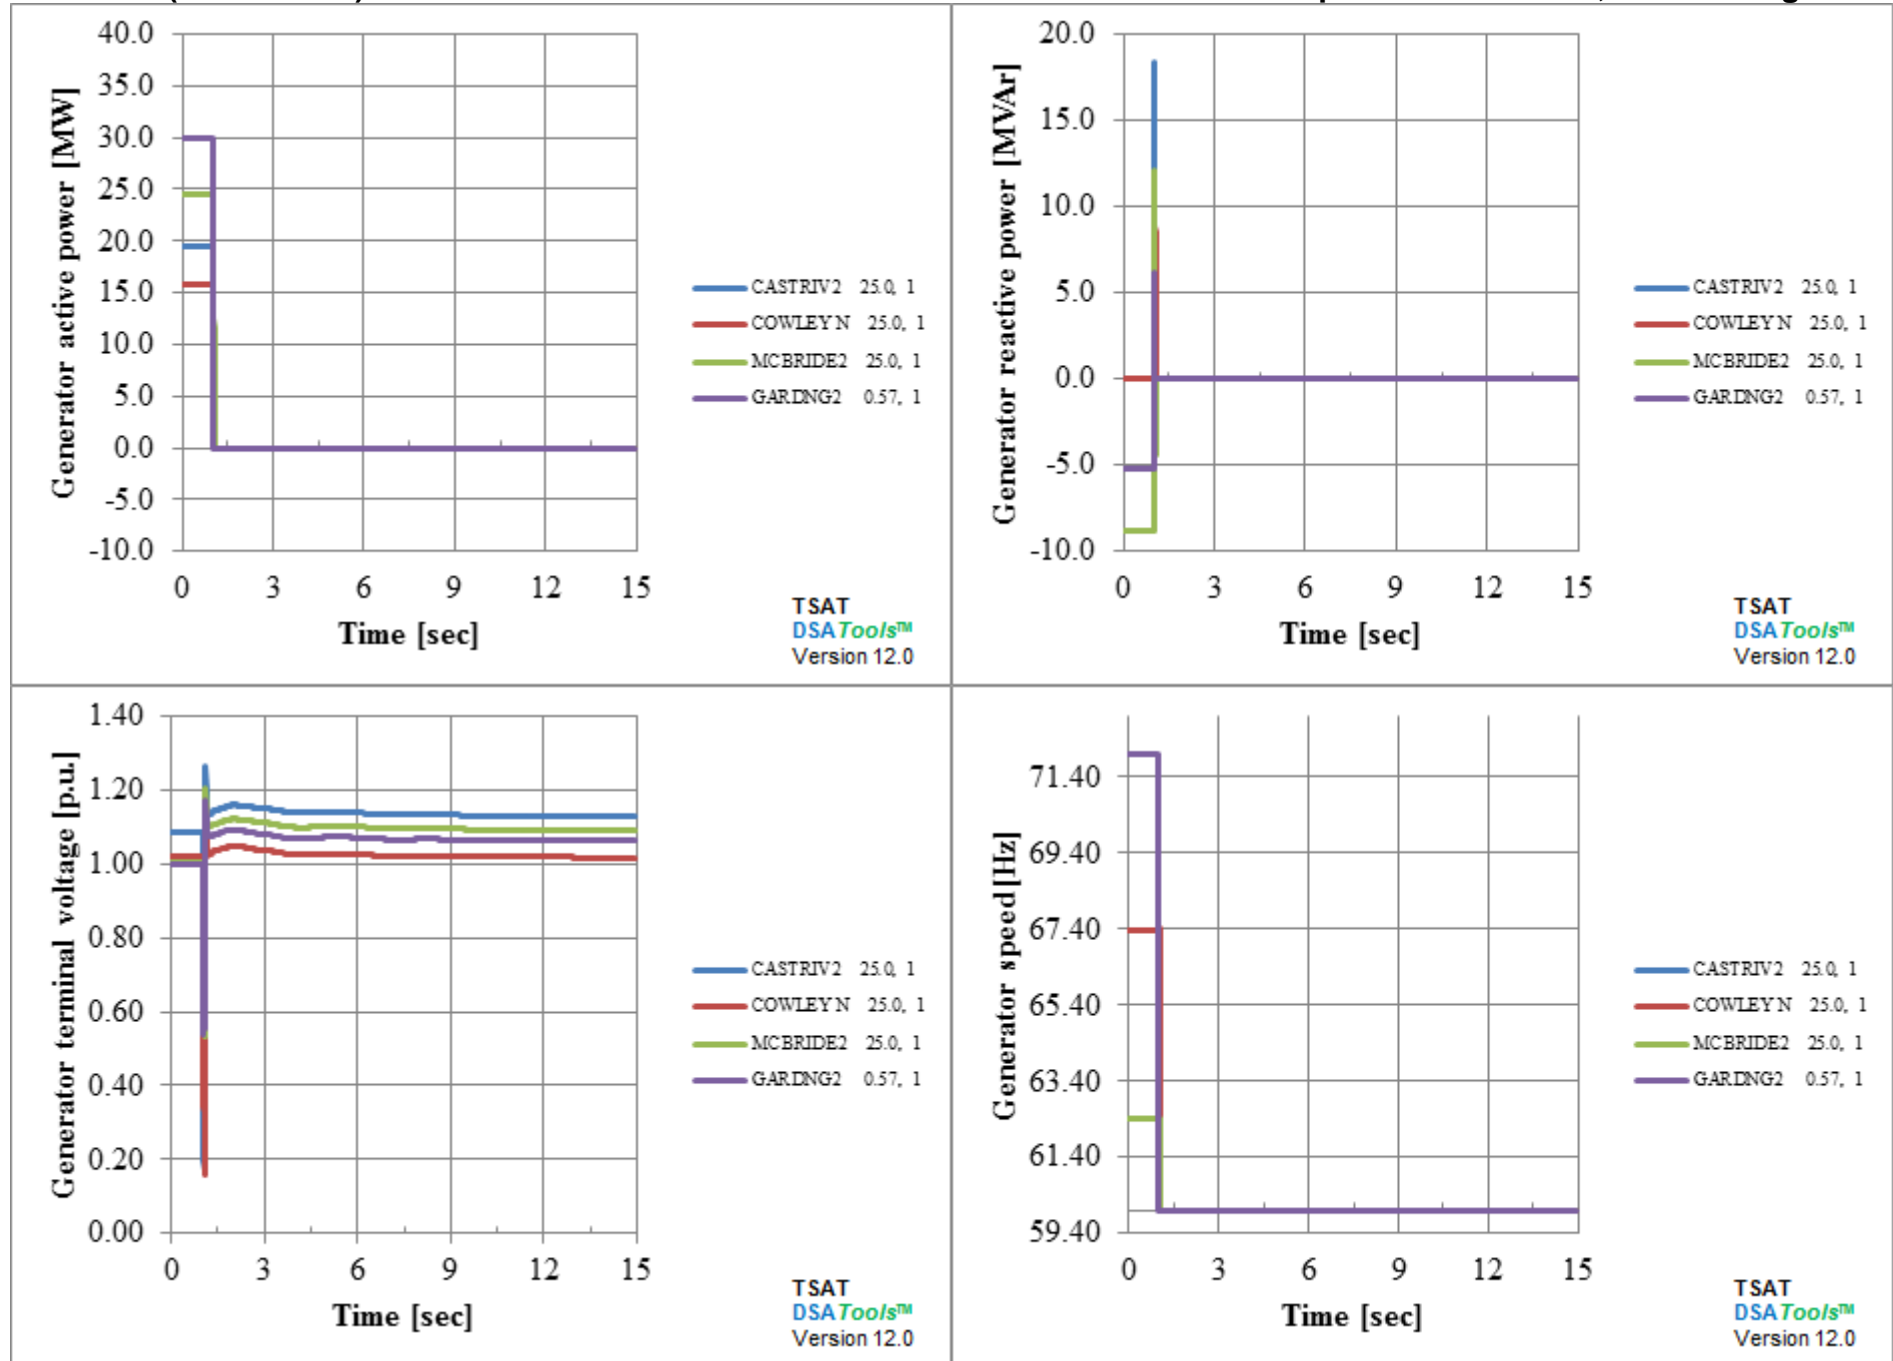 40.0
35.0
30.0
25.0
20.0
15.0
10.0
5.0
0.0
-5.0
-10.0
Generator active power [MW]
0 3 6 9 12 15
Time [sec]
CASTRIV2 25.0, 1
COWLEY N 25.0, 1
MCBRIDE2 25.0, 1
GARDNG2 0.57, 1
TSAT
DSATools™
Version 12.0
20.0
15.0
10.0
5.0
0.0
-5.0
-10.0
Generator reactive power [MVAr]
0 3 6 9 12 15
Time [sec]
CASTRIV2 25.0, 1
COWLEY N 25.0, 1
MCBRIDE2 25.0, 1
GARDNG2 0.57, 1
TSAT
DSATools™
Version 12.0
1.40
1.20
1.00
0.80
0.60
0.40
0.20
0.00
Generator terminal voltage [p.u.]
0 3 6 9 12 15
Time [sec]
CASTRIV2 25.0, 1
COWLEY N 25.0, 1
MCBRIDE2 25.0, 1
GARDNG2 0.57, 1
TSAT
DSATools™
Version 12.0
71.40
69.40
67.40
65.40
63.40
61.40
59.40
Generator speed[Hz]
0 3 6 9 12 15
Time [sec]
CASTRIV2 25.0, 1
COWLEY N 25.0, 1
MCBRIDE2 25.0, 1
GARDNG2 0.57, 1
TSAT
DSATools™
Version 12.0